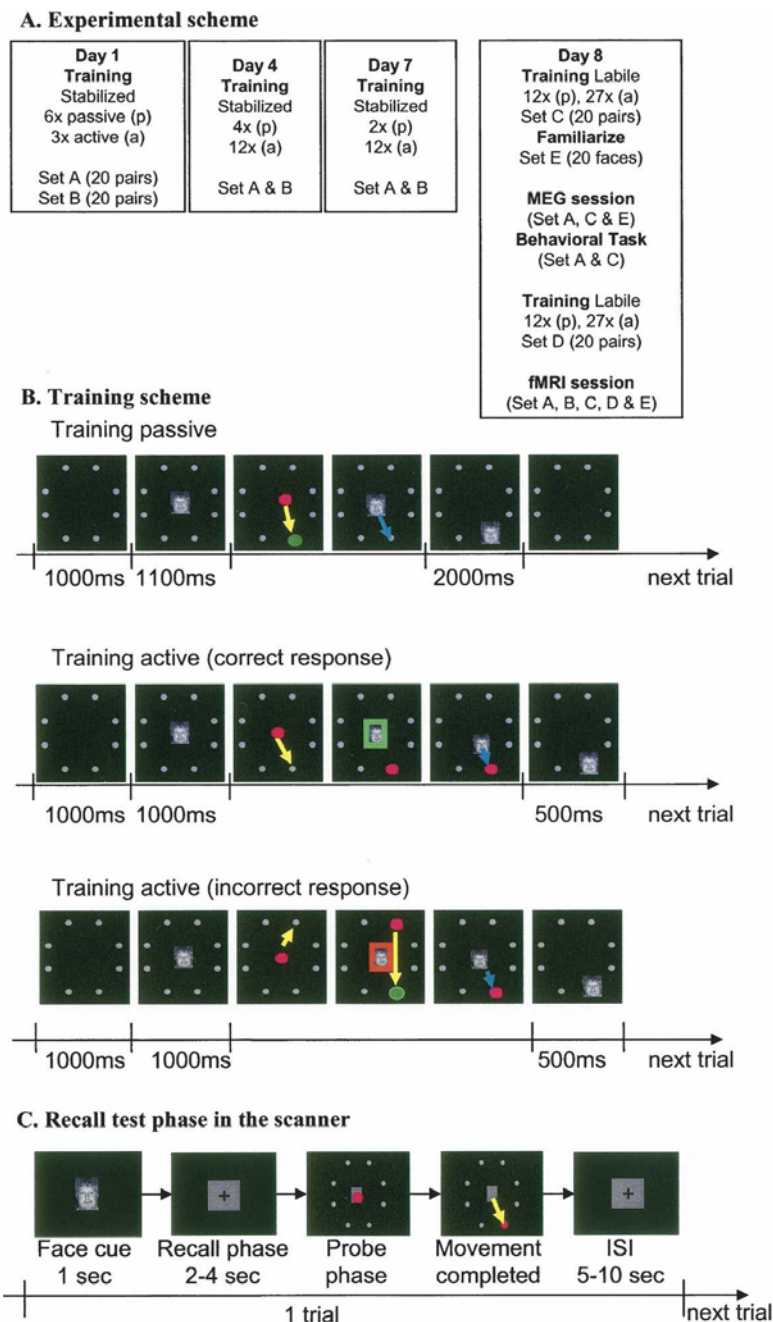 A. Experimental scheme
Day 1
Training
Stabilized
6x passive (p)
3x active (a)
Set A (20 pairs)
Set B (20 pairs)
Day 4
Training
Stabilized
4x (p)
12x (a)
Set A & B
Day 7
Training
Stabilized
2x (p)
12x (a)
Set A & B
Day 8
Training Labile
12x (p), 27x (a)
Set C (20 pairs)
Familiarize
Set E (20 faces)
MEG session
(Set A, C & E)
Behavioral Task
(Set A & C)
Training Labile
12x (p), 27x (a)
Set D (20 pairs)
fMRI session
(Set A, B, C, D & E)
B. Training scheme
Training passive
1000ms 1100ms 2000ms next trial
Training active (correct response)
1000ms 1000ms 500ms next trial
Training active (incorrect response)
1000ms 1000ms 500ms next trial
C. Recall test phase in the scanner
Face cue Recall phase Probe Movement ISI
1 sec 2-4 sec phase completed 5-10 sec
1 trial next trial